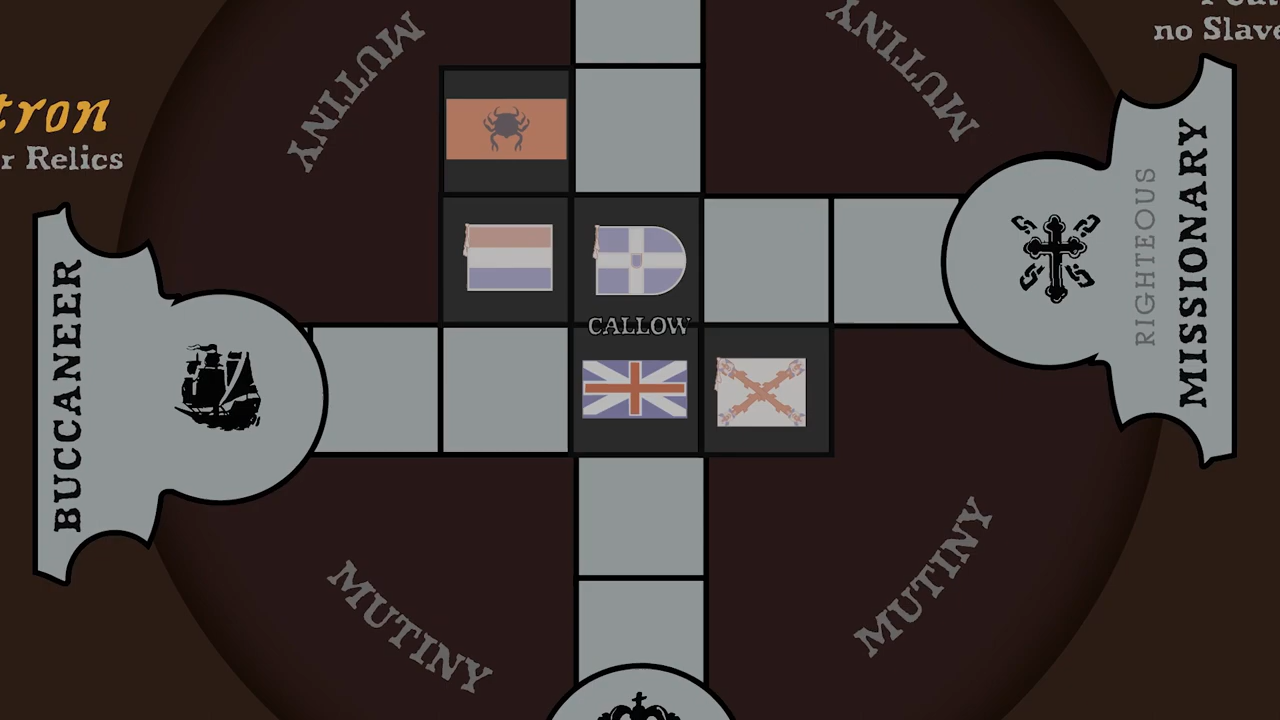 no Slave
tron
r Relics
MUTINY
MUTINY
BUCCANEER
CALLOW
RIGHTEOUS
MISSIONARY
MUTINY
MUTINY